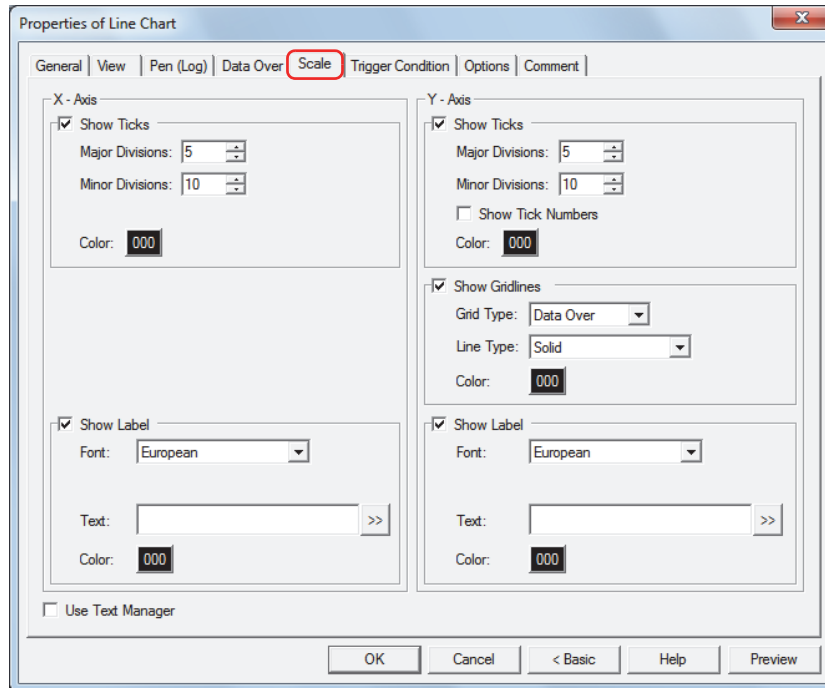 Properties of Line Chart
x
General View Pen (Log) Data Over Scale Trigger Condition Options Comment
X - Axis
Show Ticks
Major Divisions: 5
Minor Divisions: 10
Color: 000
Y - Axis
Show Ticks
Major Divisions: 5
Minor Divisions: 10
Show Tick Numbers
Color: 000
Show Gridlines
Grid Type: Data Over
Line Type: Solid
Color: 000
Show Label
Font: European
Text: >>
Color: 000
Show Label
Font: European
Text: >>
Color: 000
Use Text Manager
OK Cancel < Basic Help Preview